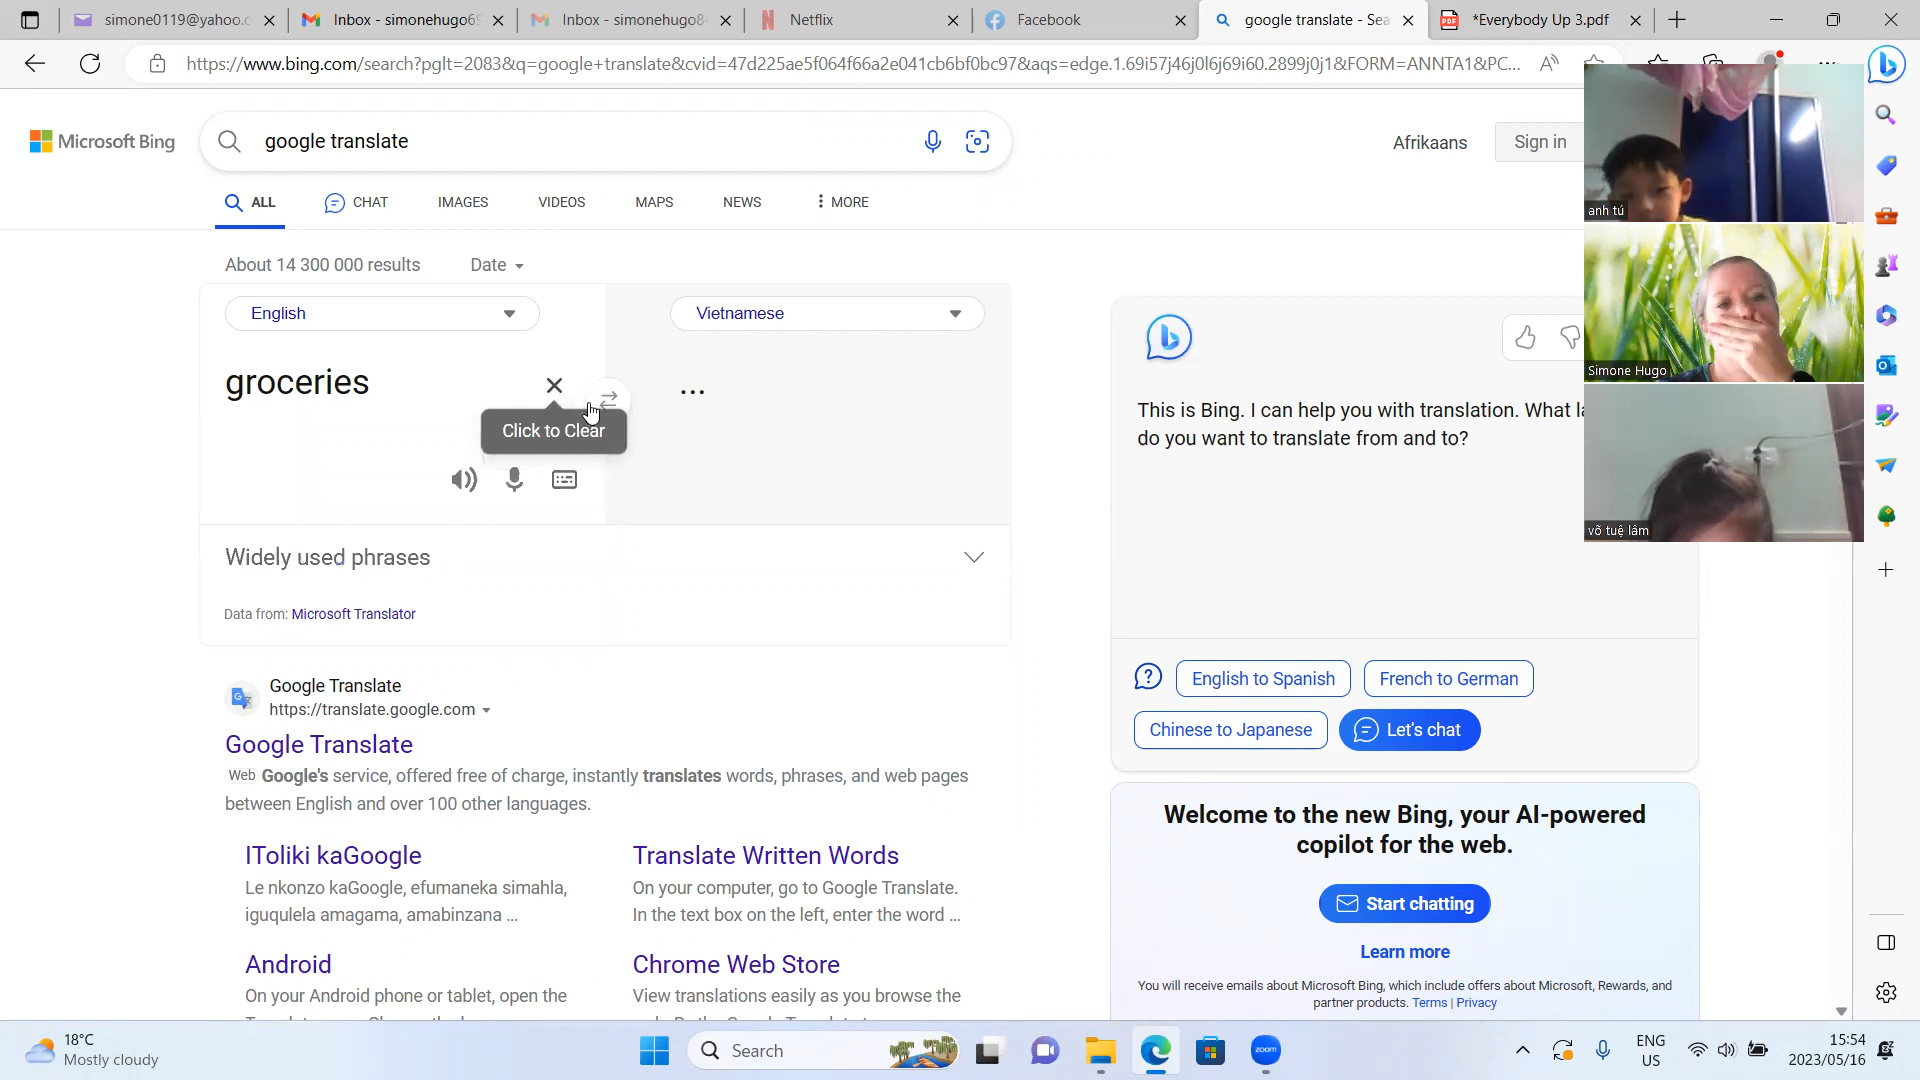 simone0119@yahoo.c
Inbox - simonehugo69
Inbox - simonehugo84
Netflix
Facebook
google translate - Sea
*Everybody Up 3.pdf
https://www.bing.com/search?pglt=2083&q=google+translate&cvid=47d225ae5f064f66a2e041cb6bf0bc97&aqs=edge.1.69i57j46j0l6j69i60.2899j0j1&FORM=ANNTA1&PC...
Microsoft Bing
google translate
Afrikaans
Sign in
ALL
CHAT
IMAGES
VIDEOS
MAPS
NEWS
MORE
anh tú
Simone Hugo
võ tuệ lâm
About 14 300 000 results
Date
English
Vietnamese
groceries
...
Click to Clear
Widely used phrases
Data from: Microsoft Translator
Google Translate
https://translate.google.com
Google Translate
Web Google's service, offered free of charge, instantly translates words, phrases, and web pages
between English and over 100 other languages.
IToliki kaGoogle
Le nkonzo kaGoogle, efumaneka simahla,
iguqulela amagama, amabinzana ...
Translate Written Words
On your computer, go to Google Translate.
In the text box on the left, enter the word ...
Android
On your Android phone or tablet, open the
Chrome Web Store
View translations easily as you browse the
This is Bing. I can help you with translation. What
do you want to translate from and to?
English to Spanish
French to German
Chinese to Japanese
Let's chat
Welcome to the new Bing, your AI-powered
copilot for the web.
Start chatting
Learn more
You will receive emails about Microsoft Bing, which include offers about Microsoft, Rewards, and
partner products. Terms | Privacy
18°C
Mostly cloudy
Search
zoom
ENG
US
15:54
2023/05/16